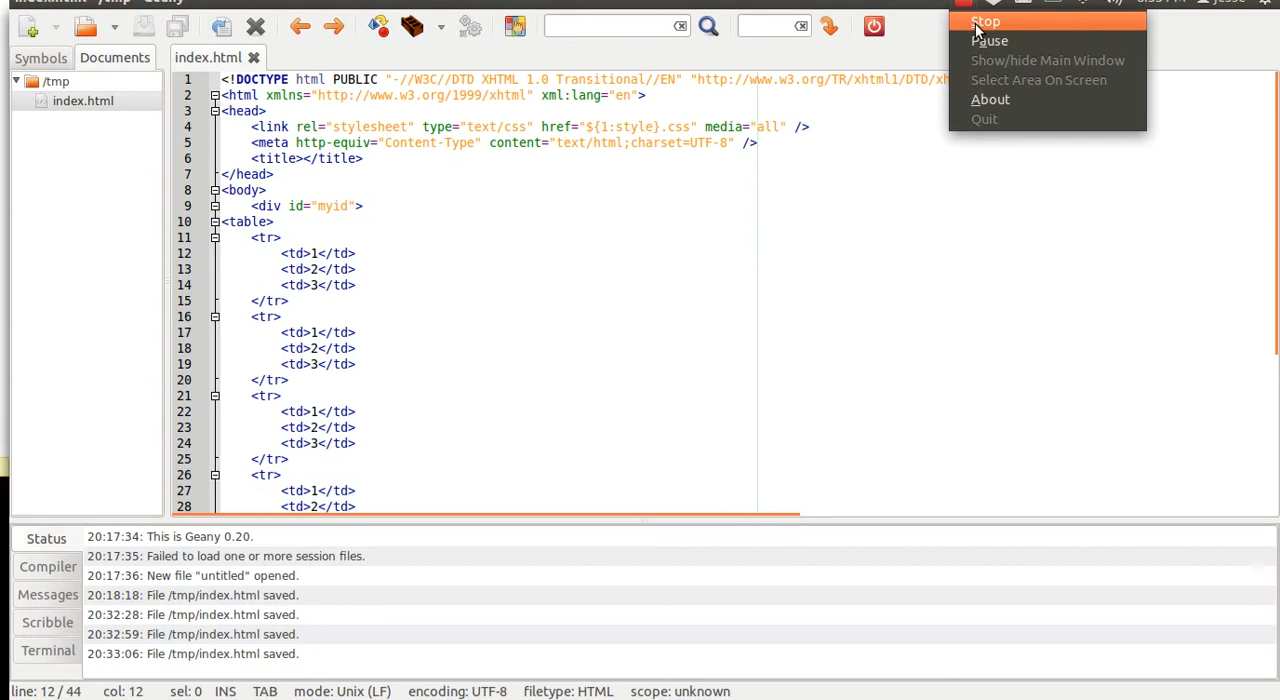 Stop
Pause
Show/hide Main Window
Select Area On Screen
About
Quit
Symbols
Documents
index.html
/tmp
index.html
1 <!DOCTYPE html PUBLIC "-//W3C//DTD XHTML 1.0 Transitional//EN" "http://www.w3.org/TR/xhtml1/DTD/xh
2 <html xmlns="http://www.w3.org/1999/xhtml" xml:lang="en">
3 <head>
4 <link rel="stylesheet" type="text/css" href="${1:style}.css" media="all" />
5 <meta http-equiv="Content-Type" content="text/html;charset=UTF-8" />
6 <title></title>
7 </head>
8 <body>
9 <div id="myid">
10 <table>
11 <tr>
12 <td>1</td>
13 <td>2</td>
14 <td>3</td>
15 </tr>
16 <tr>
17 <td>1</td>
18 <td>2</td>
19 <td>3</td>
20 </tr>
21 <tr>
22 <td>1</td>
23 <td>2</td>
24 <td>3</td>
25 </tr>
26 <tr>
27 <td>1</td>
28 <td>2</td>
Status
Compiler
Messages
Scribble
Terminal
20:17:34: This is Geany 0.20.
20:17:35: Failed to load one or more session files.
20:17:36: New file "untitled" opened.
20:18:18: File /tmp/index.html saved.
20:32:28: File /tmp/index.html saved.
20:32:59: File /tmp/index.html saved.
20:33:06: File /tmp/index.html saved.
line: 12 / 44 col: 12 sel: 0 INS TAB mode: Unix (LF) encoding: UTF-8 filetype: HTML scope: unknown